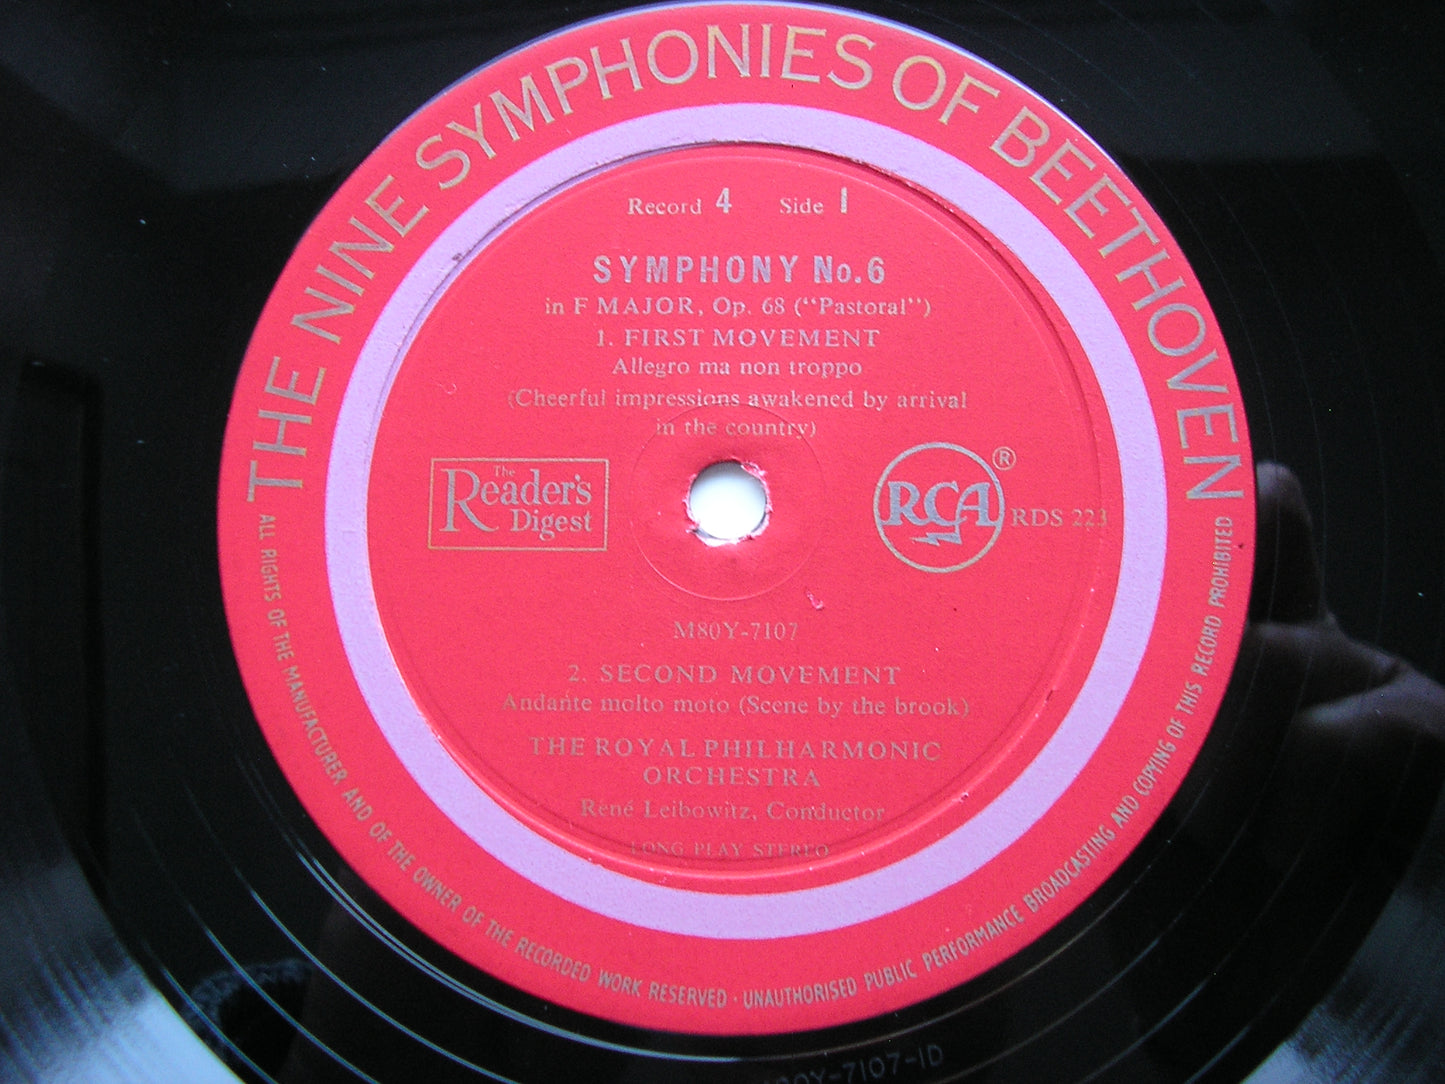 THE NINE SYMPHONIES OF BEETHOVEN
Record 4 Side 1
SYMPHONY No.6
in F MAJOR, Op. 68 ("Pastoral")
1. FIRST MOVEMENT
Allegro ma non troppo
(Cheerful impressions awakened by arrival
in the country)
The
Reader's
Digest
RCA ®
RDS 223
M80Y-7107
2. SECOND MOVEMENT
Andante molto moto (Scene by the brook)
THE ROYAL PHILHARMONIC
ORCHESTRA
René Leibowitz, Conductor
LONG PLAY STEREO
ALL RIGHTS OF THE MANUFACTURER AND OF THE OWNER OF THE RECORDED WORK RESERVED · UNAUTHORISED PUBLIC PERFORMANCE BROADCASTING AND COPYING OF THIS RECORD PROHIBITED
80Y-7107-1D